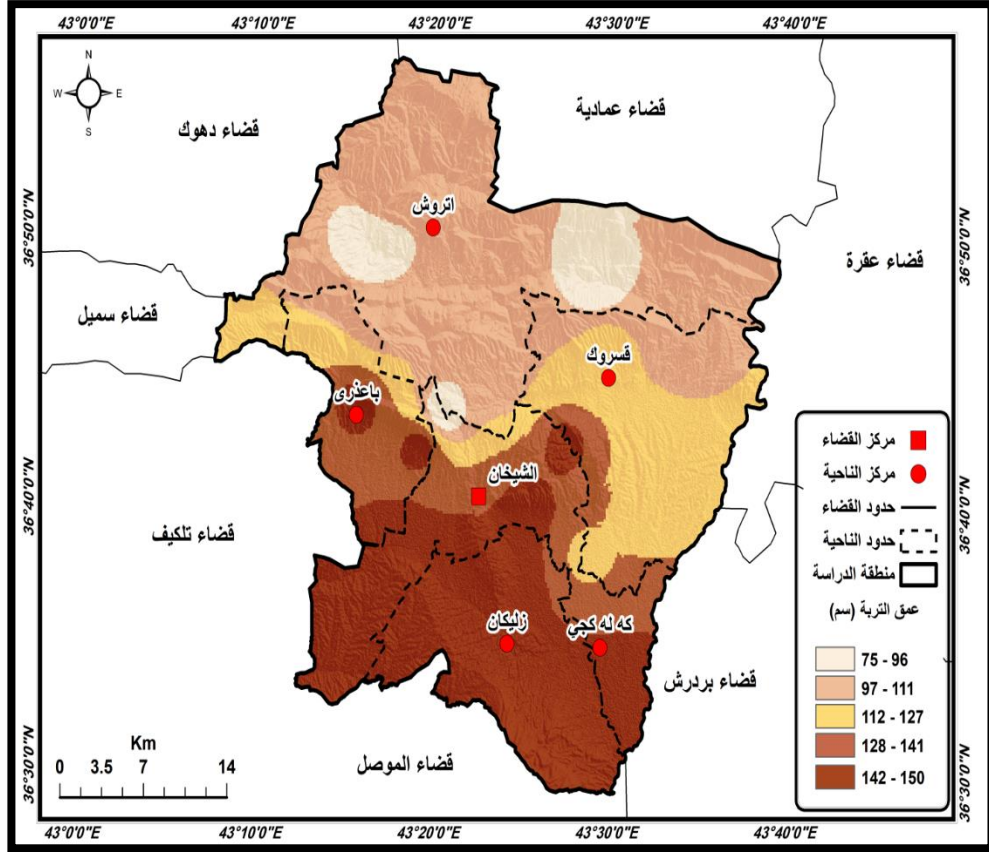 43°0'0"E 43°10'0"E 43°20'0"E 43°30'0"E 43°40'0"E
N
W E
S
قضاء دهوك
قضاء عمادية
36°50'0"N
اتروش
36°50'0"N
قضاء عقرة
قضاء سميل
قسروك
باعذرى
الشيخان
36°40'0"N
36°40'0"N
قضاء تلكيف
زليكان
كه له كجي
قضاء بردرش
قضاء الموصل
36°30'0"N
36°30'0"N
مركز القضاء
مركز الناحية
حدود القضاء
حدود الناحية
منطقة الدراسة
عمق التربة (سم)
75 - 96
97 - 111
112 - 127
128 - 141
142 - 150
Km
0 3.5 7 14
43°0'0"E 43°10'0"E 43°20'0"E 43°30'0"E 43°40'0"E